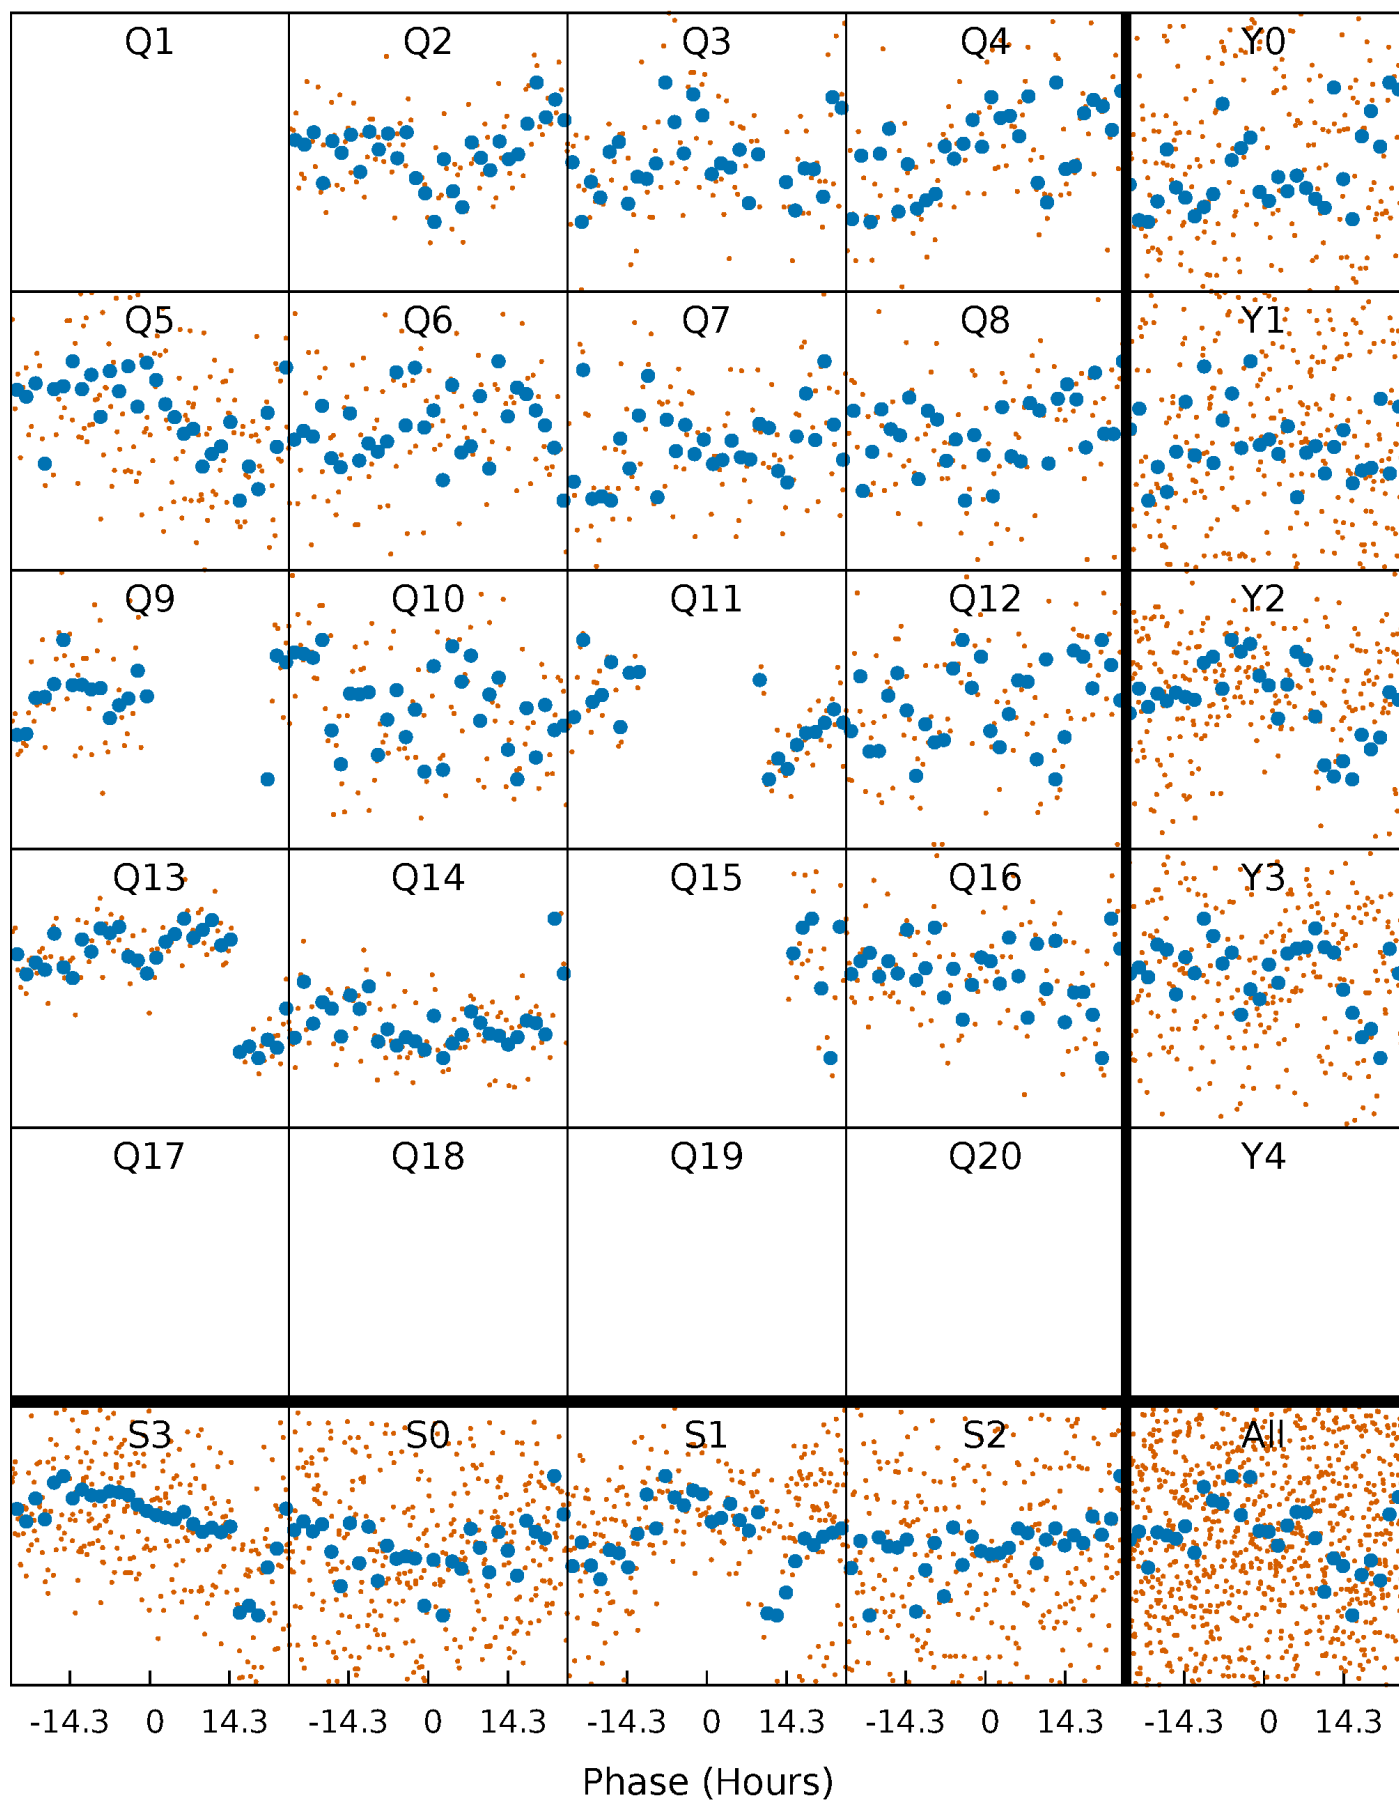 Q1 Q2 Q3 Q4 Y0
Q5 Q6 Q7 Q8 Y1
Q9 Q10 Q11 Q12 Y2
Q13 Q14 Q15 Q16 Y3
Q17 Q18 Q19 Q20 Y4
S3 S0 S1 S2 All
-14.3 0 14.3 -14.3 0 14.3 -14.3 0 14.3 -14.3 0 14.3 -14.3 0 14.3
Phase (Hours)